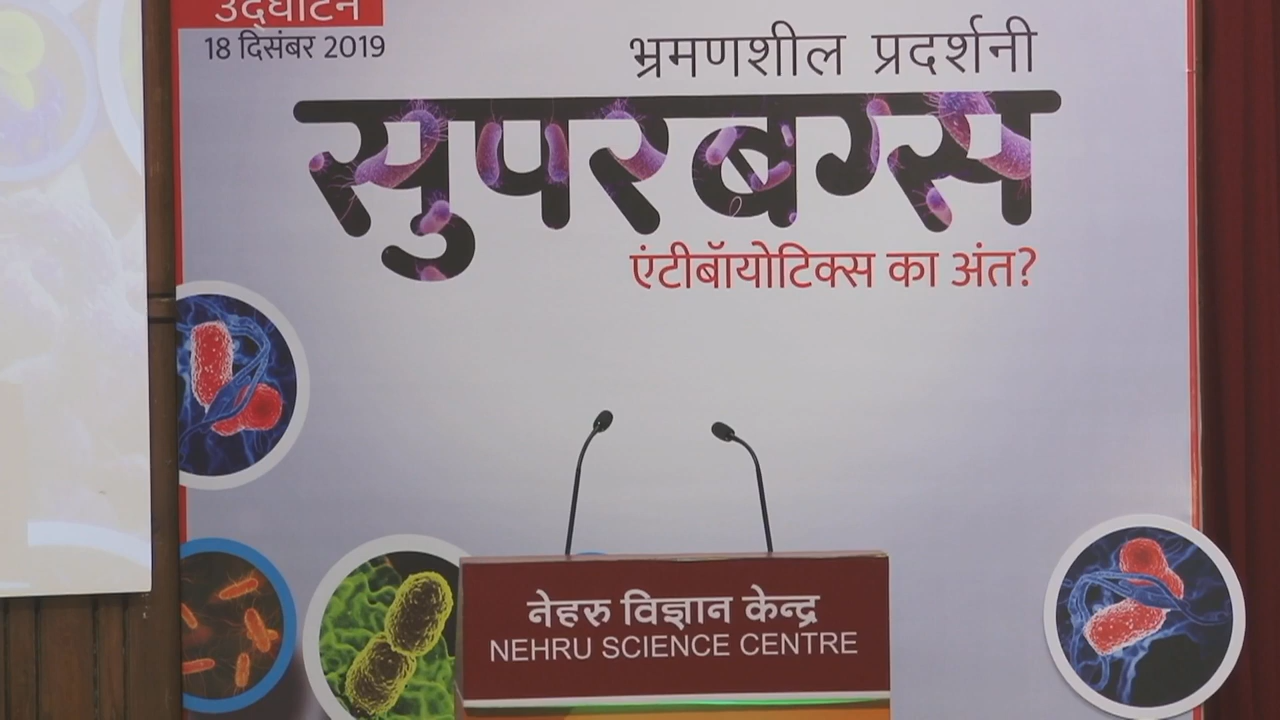 उद्घाटन
18 दिसंबर 2019
भ्रमणशील प्रदर्शनी
सुपरबग्स
एंटीबॉयोटिक्स का अंत?
नेहरु विज्ञान केन्द्र
NEHRU SCIENCE CENTRE